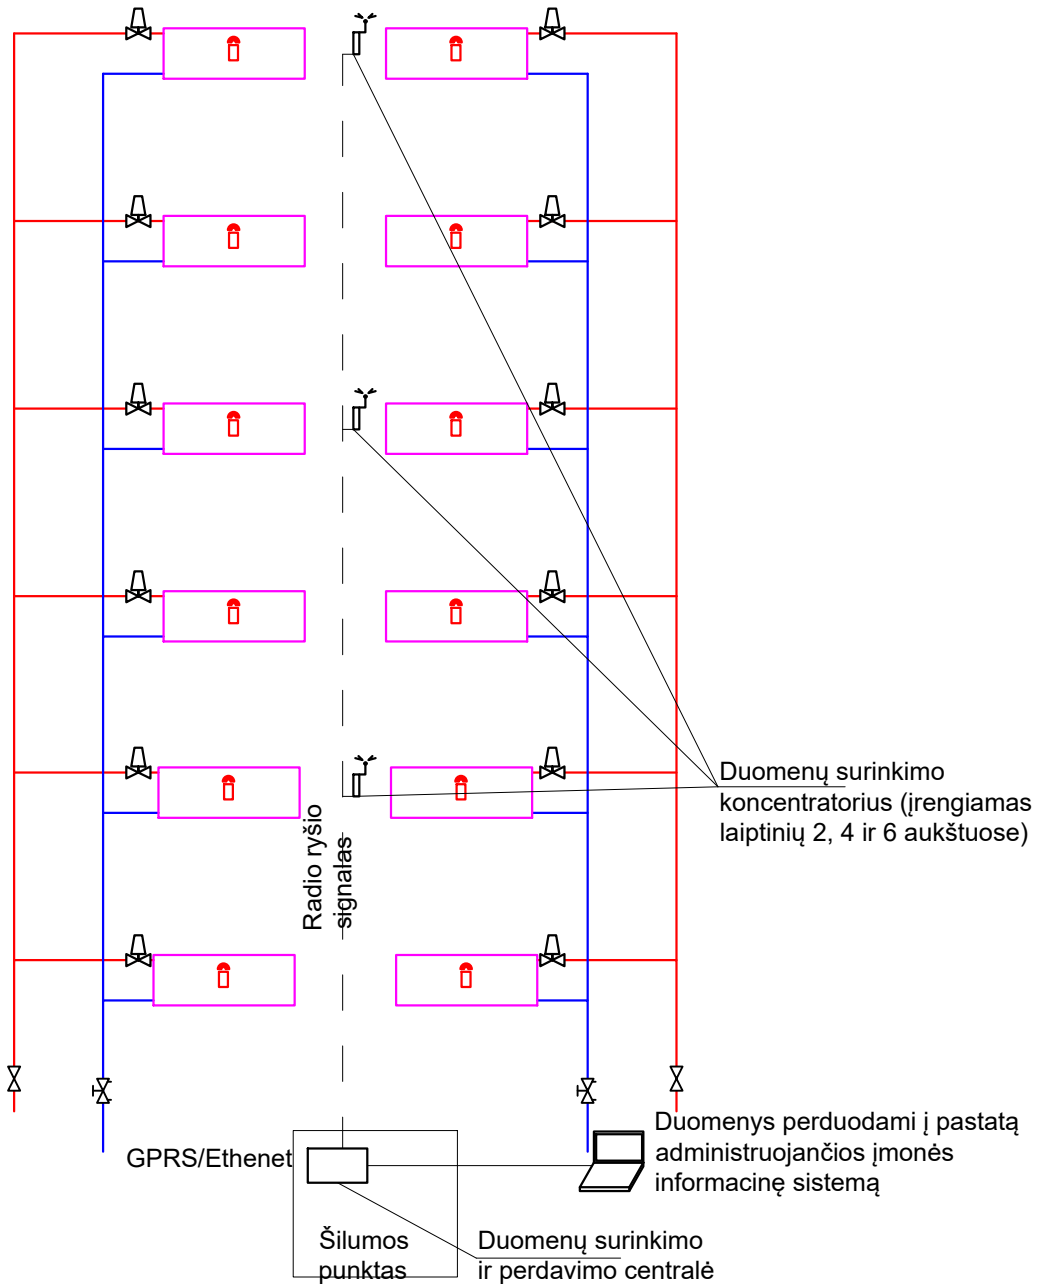 Duomenų surinkimo
koncentratorius (įrengiamas
laiptinių 2, 4 ir 6 aukštuose)
Radio ryšio
signalas
GPRS/Ethenet
Duomenys perduodami į pastatą
administruojančios įmonės
informacinę sistemą
Šilumos
punktas
Duomenų surinkimo
ir perdavimo centralė